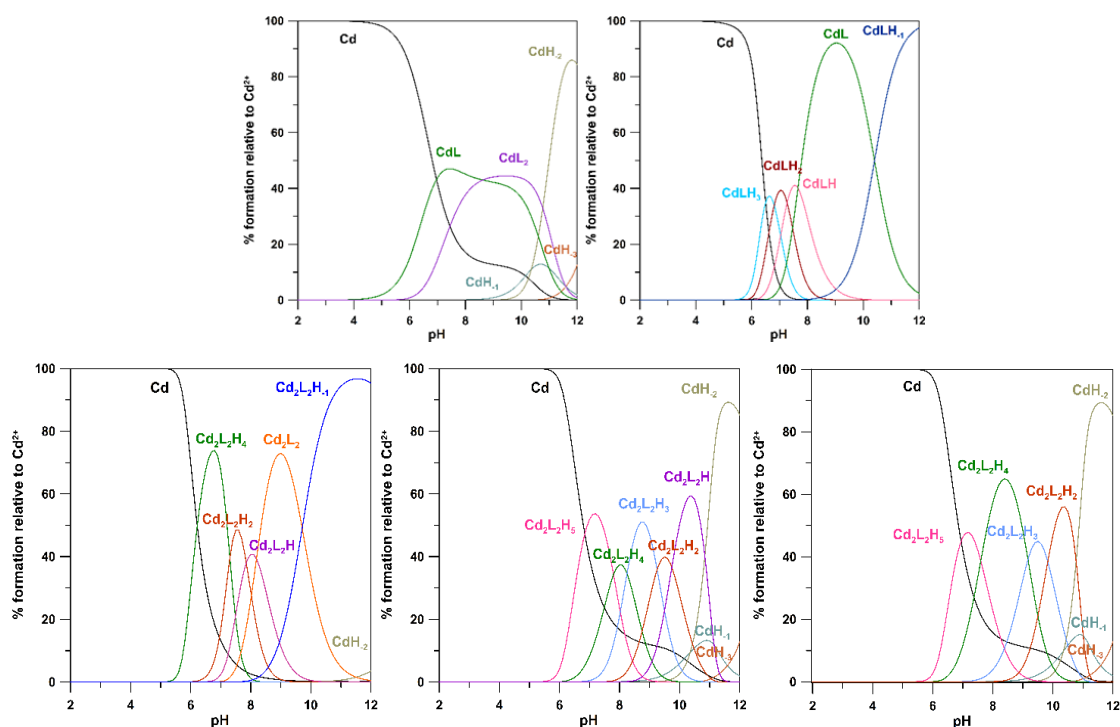 % formation relative to Cd²⁺
100
80
60
40
20
0
2
4
6
8
10
12
pH
Cd
CdL
CdL₂
CdH₋₁
CdH₋₂
CdH₋₃
% formation relative to Cd²⁺
100
80
60
40
20
0
2
4
6
8
10
12
pH
Cd
CdLH₃
CdLH₂
CdLH
CdL
CdLH₋₁
% formation relative to Cd²⁺
100
80
60
40
20
0
2
4
6
8
10
12
pH
Cd
Cd₂L₂H₄
Cd₂L₂H₂
Cd₂L₂H
Cd₂L₂
Cd₂L₂H₋₁
CdH₋₂
% formation relative to Cd²⁺
100
80
60
40
20
0
2
4
6
8
10
12
pH
Cd
Cd₂L₂H₅
Cd₂L₂H₄
Cd₂L₂H₃
Cd₂L₂H₂
Cd₂L₂H
CdH₋₁
CdH₋₂
CdH₋₃
% formation relative to Cd²⁺
100
80
60
40
20
0
2
4
6
8
10
12
pH
Cd
Cd₂L₂H₅
Cd₂L₂H₄
Cd₂L₂H₃
Cd₂L₂H₂
CdH₋₁
CdH₋₂
CdH₋₃